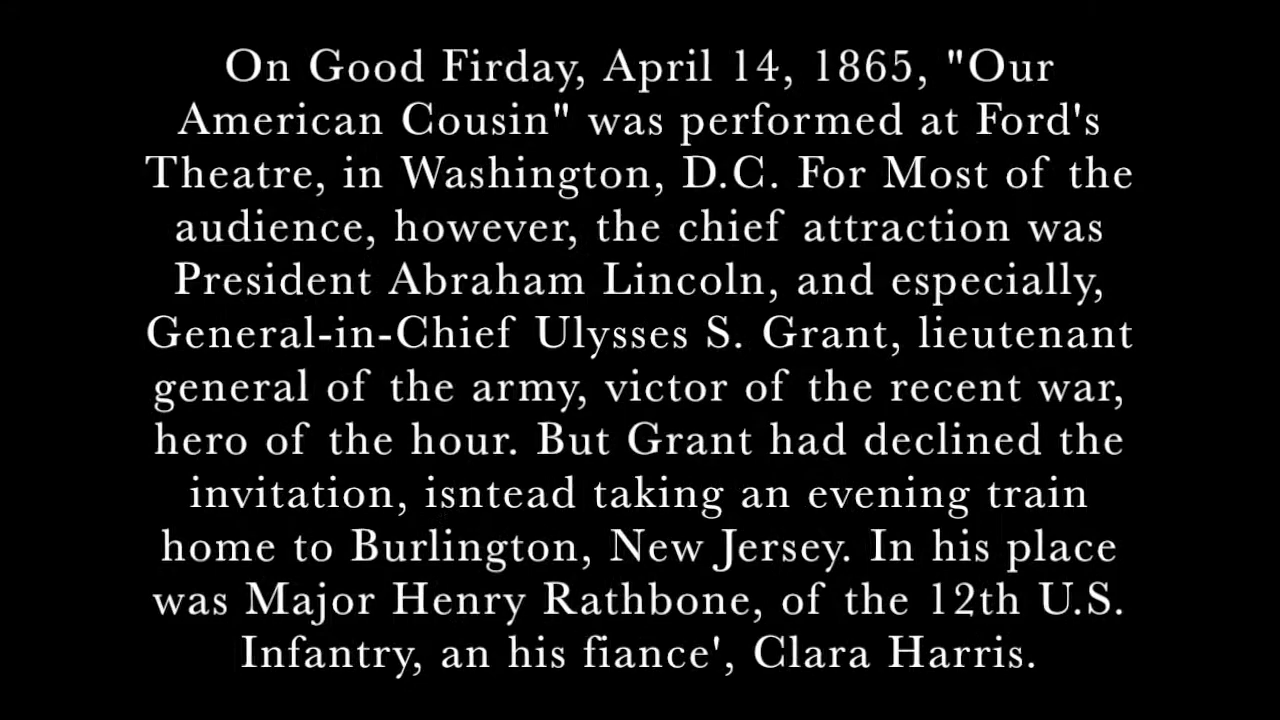 On Good Firday, April 14, 1865, "Our
American Cousin" was performed at Ford's
Theatre, in Washington, D.C. For Most of the
audience, however, the chief attraction was
President Abraham Lincoln, and especially,
General-in-Chief Ulysses S. Grant, lieutenant
general of the army, victor of the recent war,
hero of the hour. But Grant had declined the
invitation, isntead taking an evening train
home to Burlington, New Jersey. In his place
was Major Henry Rathbone, of the 12th U.S.
Infantry, an his fiance', Clara Harris.